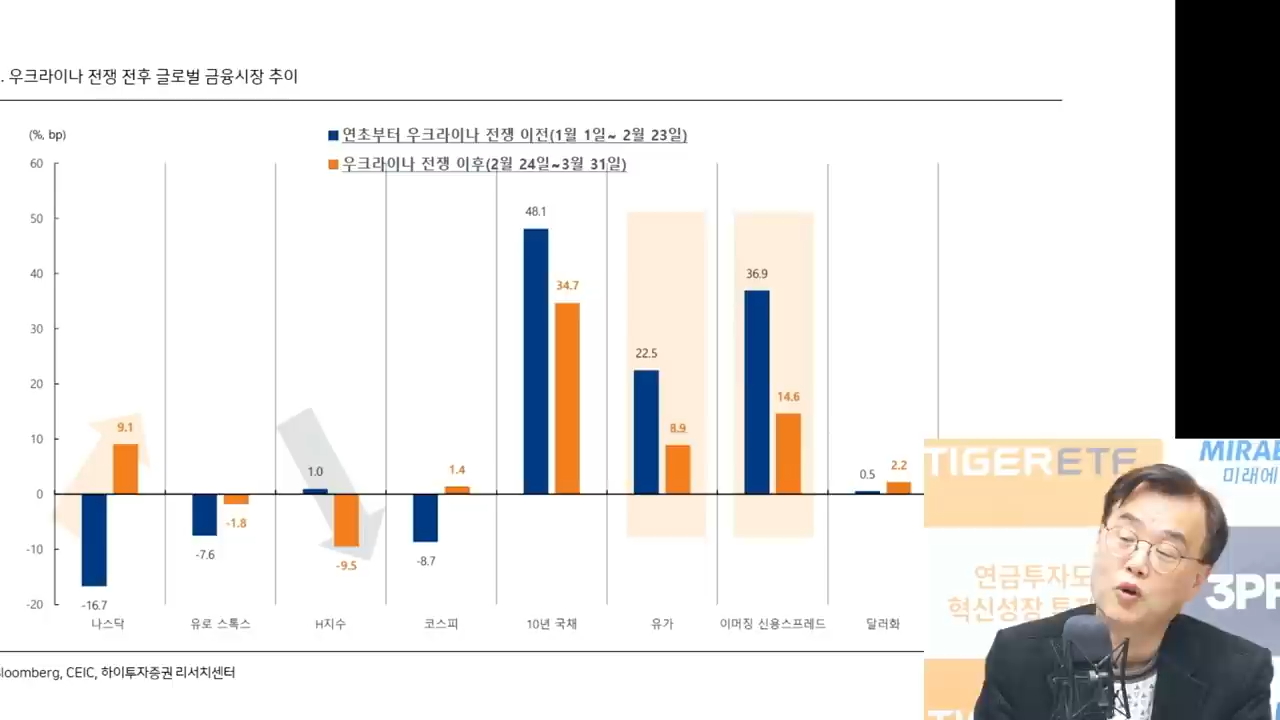 . 우크라이나 전쟁 전후 글로벌 금융시장 추이
(%, bp)
연초부터 우크라이나 전쟁 이전(1월 1일~ 2월 23일)
우크라이나 전쟁 이후(2월 24일~3월 31일)
60
50
40
30
20
10
0
-10
-20
-16.7
9.1
-7.6
-1.8
1.0
-9.5
-8.7
1.4
48.1
34.7
22.5
8.9
36.9
14.6
0.5
2.2
나스닥
유로 스톡스
H지수
코스피
10년 국채
유가
이머징 신용스프레드
달러화
Bloomberg, CEIC, 하이투자증권 리서치센터
TIGER ETF
MIRAE
미래에
연금투자도
혁신성장
3PR